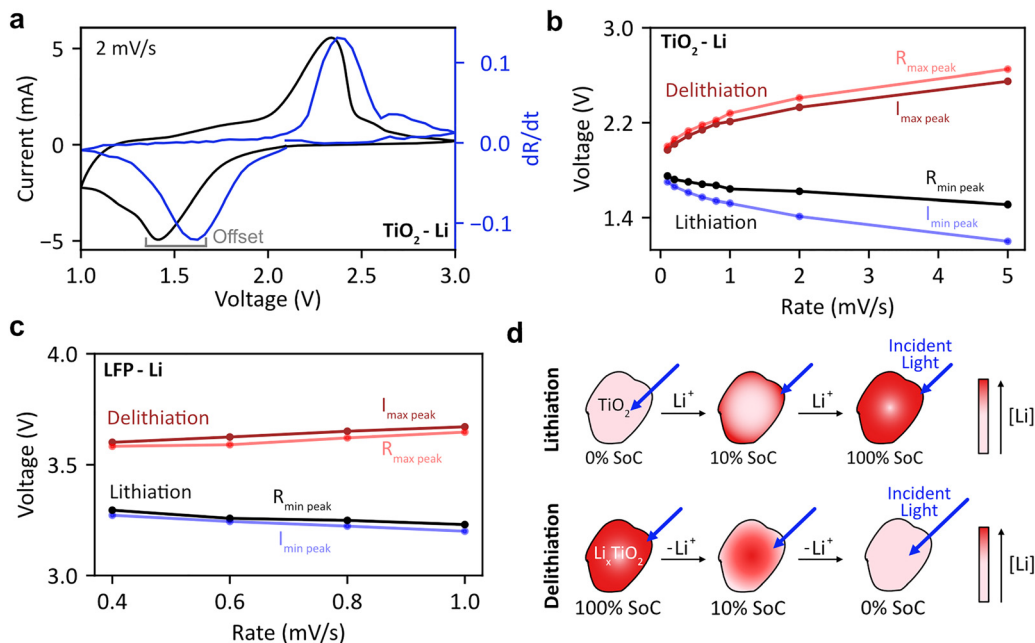 a
2 mV/s
5
0
−5
Current (mA)
0.1
0.0
−0.1
dR/dt
Offset
TiO2 - Li
1.0 1.5 2.0 2.5 3.0
Voltage (V)
b
TiO2 - Li
3.0
2.2
1.4
Voltage (V)
Rmax peak
Delithiation
Imax peak
Rmin peak
Lithiation
Imin peak
0 1 2 3 4 5
Rate (mV/s)
c
LFP - Li
4.0
3.5
3.0
Voltage (V)
Delithiation
Imax peak
Rmax peak
Lithiation
Rmin peak
Imin peak
0.4 0.6 0.8 1.0
Rate (mV/s)
d
Lithiation
Incident
Light
TiO2
Li+
Li+
[Li]
0% SoC
10% SoC
100% SoC
Delithiation
Incident
Light
LixTiO2
-Li+
-Li+
[Li]
100% SoC
10% SoC
0% SoC